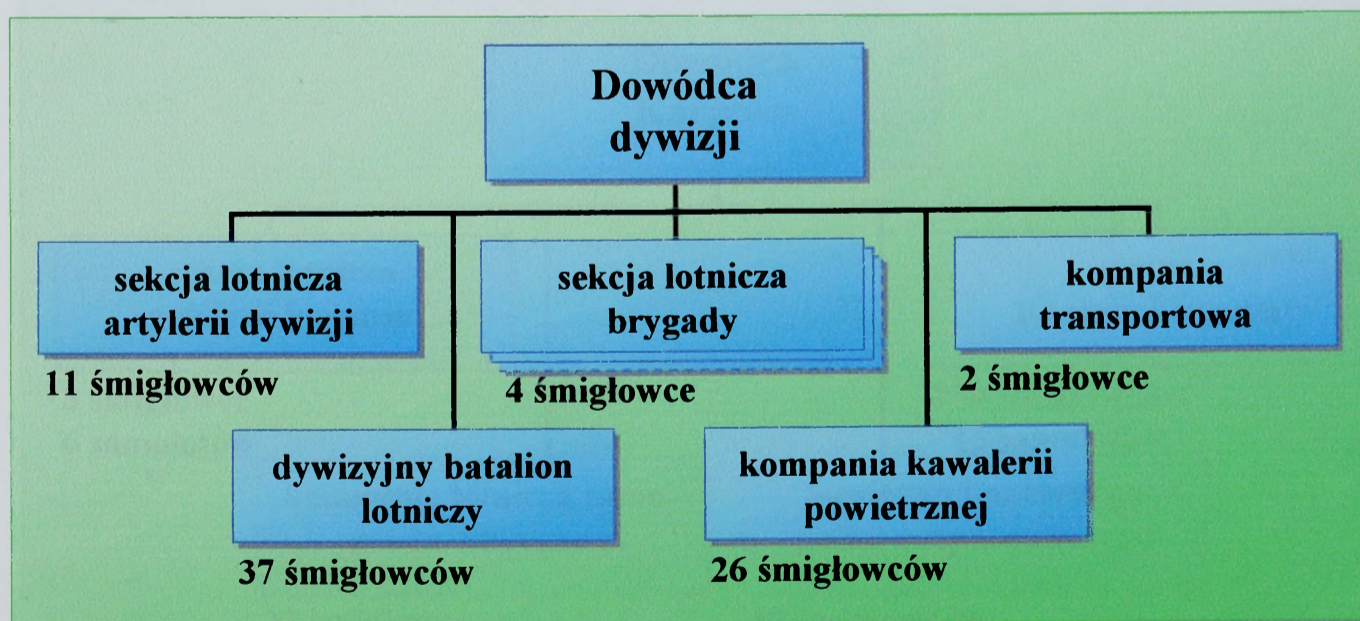 Dowódca
dywizji
sekcja lotnicza
artylerii dywizji
11 śmigłowców
sekcja lotnicza
brygady
4 śmigłowce
kompania
transportowa
2 śmigłowce
dywizyjny batalion
lotniczy
37 śmigłowców
kompania kawalerii
powietrznej
26 śmigłowców